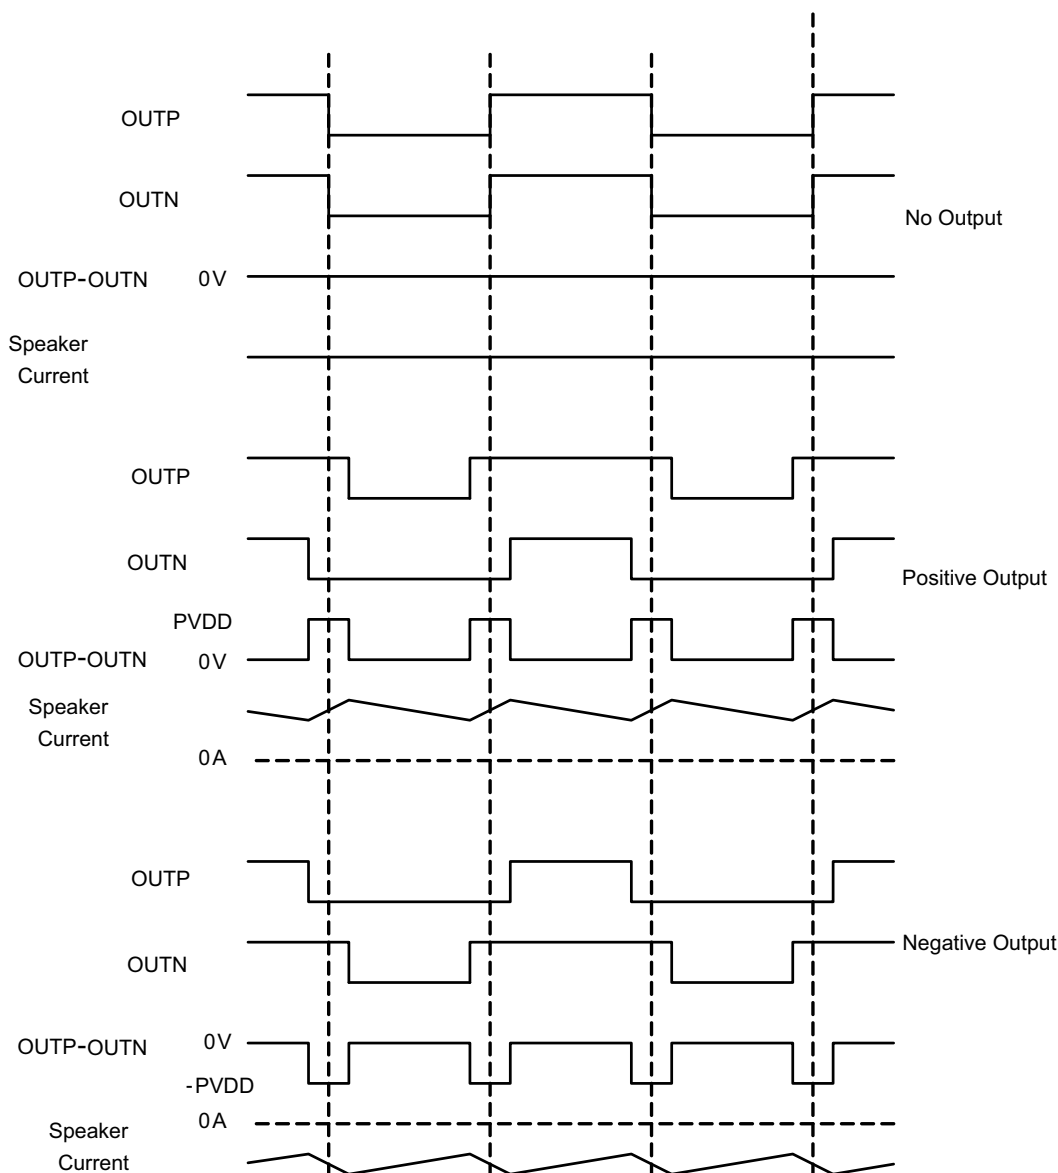 OUTP
OUTN
No Output
OUTP-OUTN 0V
Speaker
Current
OUTP
OUTN
Positive Output
PVDD
OUTP-OUTN 0V
Speaker
Current
0A
OUTP
OUTN
Negative Output
OUTP-OUTN 0V
-PVDD
0A
Speaker
Current